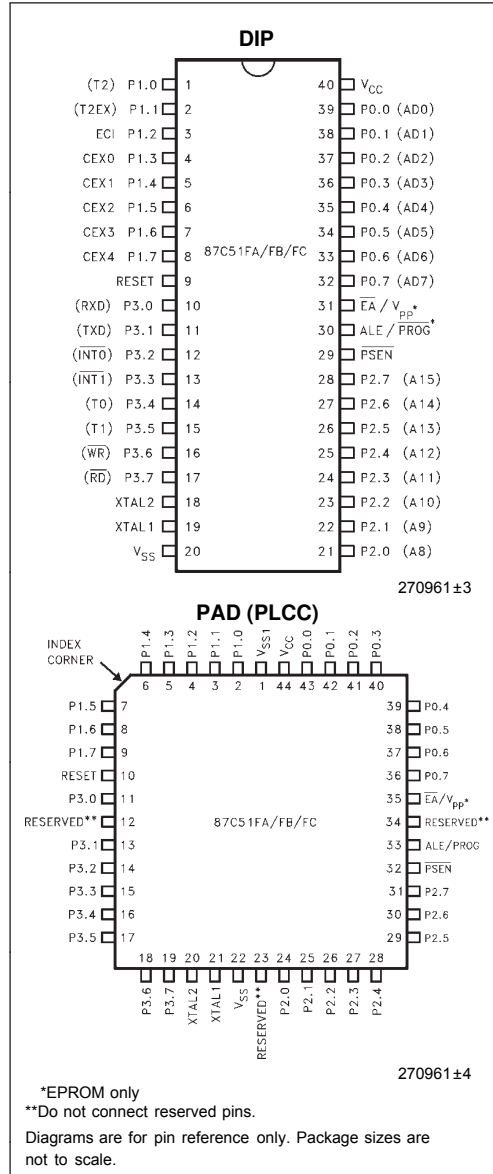 DIP
(T2) P1.0 1 40 VCC
(T2EX) P1.1 2 39 P0.0 (AD0)
ECI P1.2 3 38 P0.1 (AD1)
CEX0 P1.3 4 37 P0.2 (AD2)
CEX1 P1.4 5 36 P0.3 (AD3)
CEX2 P1.5 6 35 P0.4 (AD4)
CEX3 P1.6 7 34 P0.5 (AD5)
CEX4 P1.7 8 87C51FA/FB/FC 33 P0.6 (AD6)
RESET 9 32 P0.7 (AD7)
(RXD) P3.0 10 31 E̅A̅ / VPP*
(TXD) P3.1 11 30 ALE / P̅R̅O̅G̅*
(I̅N̅T̅0̅) P3.2 12 29 P̅S̅E̅N̅
(I̅N̅T̅1̅) P3.3 13 28 P2.7 (A15)
(T0) P3.4 14 27 P2.6 (A14)
(T1) P3.5 15 26 P2.5 (A13)
(W̅R̅) P3.6 16 25 P2.4 (A12)
(R̅D̅) P3.7 17 24 P2.3 (A11)
XTAL2 18 23 P2.2 (A10)
XTAL1 19 22 P2.1 (A9)
VSS 20 21 P2.0 (A8)
270961±3
PAD (PLCC)
INDEX
CORNER
P1.4 P1.3 P1.2 P1.1 P1.0 VSS1 VCC P0.0 P0.1 P0.2 P0.3
6 5 4 3 2 1 44 43 42 41 40
P1.5 7 39 P0.4
P1.6 8 38 P0.5
P1.7 9 37 P0.6
RESET 10 36 P0.7
P3.0 11 35 E̅A̅/VPP*
RESERVED** 12 87C51FA/FB/FC 34 RESERVED**
P3.1 13 33 ALE/PROG
P3.2 14 32 P̅S̅E̅N̅
P3.3 15 31 P2.7
P3.4 16 30 P2.6
P3.5 17 29 P2.5
18 19 20 21 22 23 24 25 26 27 28
P3.6 P3.7 XTAL2 XTAL1 VSS RESERVED** P2.0 P2.1 P2.2 P2.3 P2.4
270961±4
*EPROM only
**Do not connect reserved pins.
Diagrams are for pin reference only. Package sizes are
not to scale.